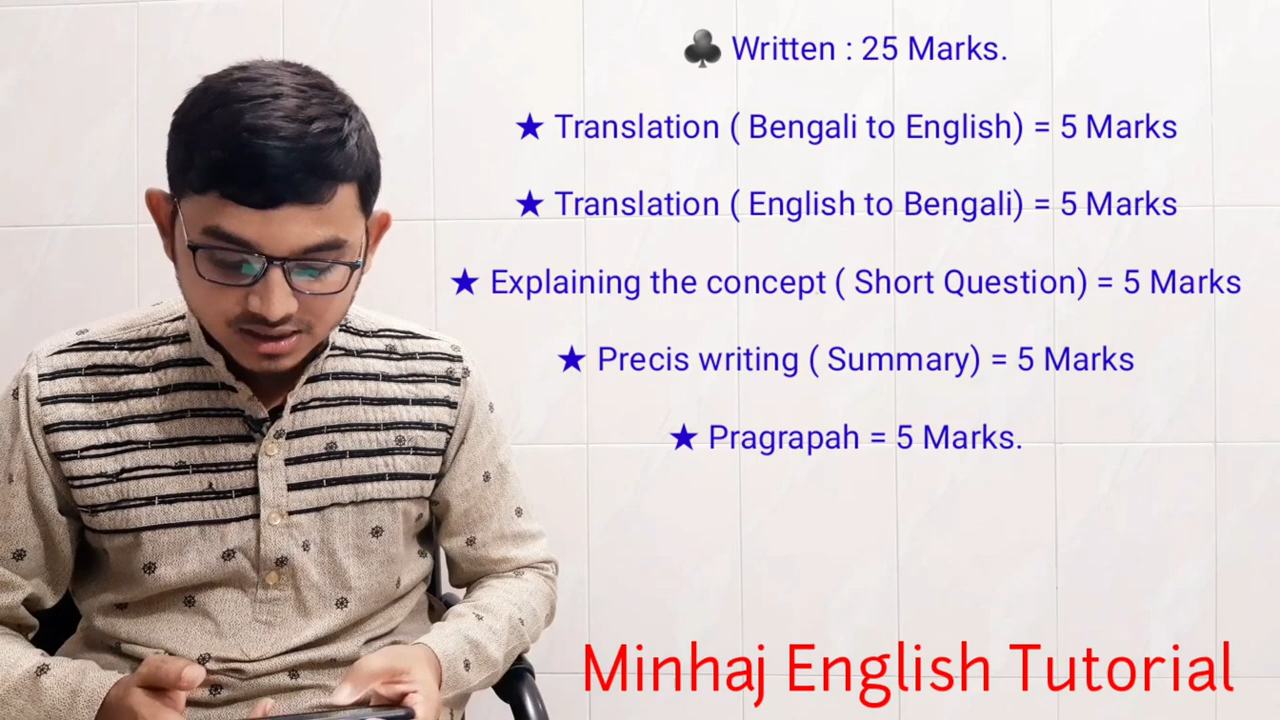 ♣ Written : 25 Marks.
★ Translation ( Bengali to English) = 5 Marks
★ Translation ( English to Bengali) = 5 Marks
★ Explaining the concept ( Short Question) = 5 Marks
★ Precis writing ( Summary) = 5 Marks
★ Pragrapah = 5 Marks.
Minhaj English Tutorial